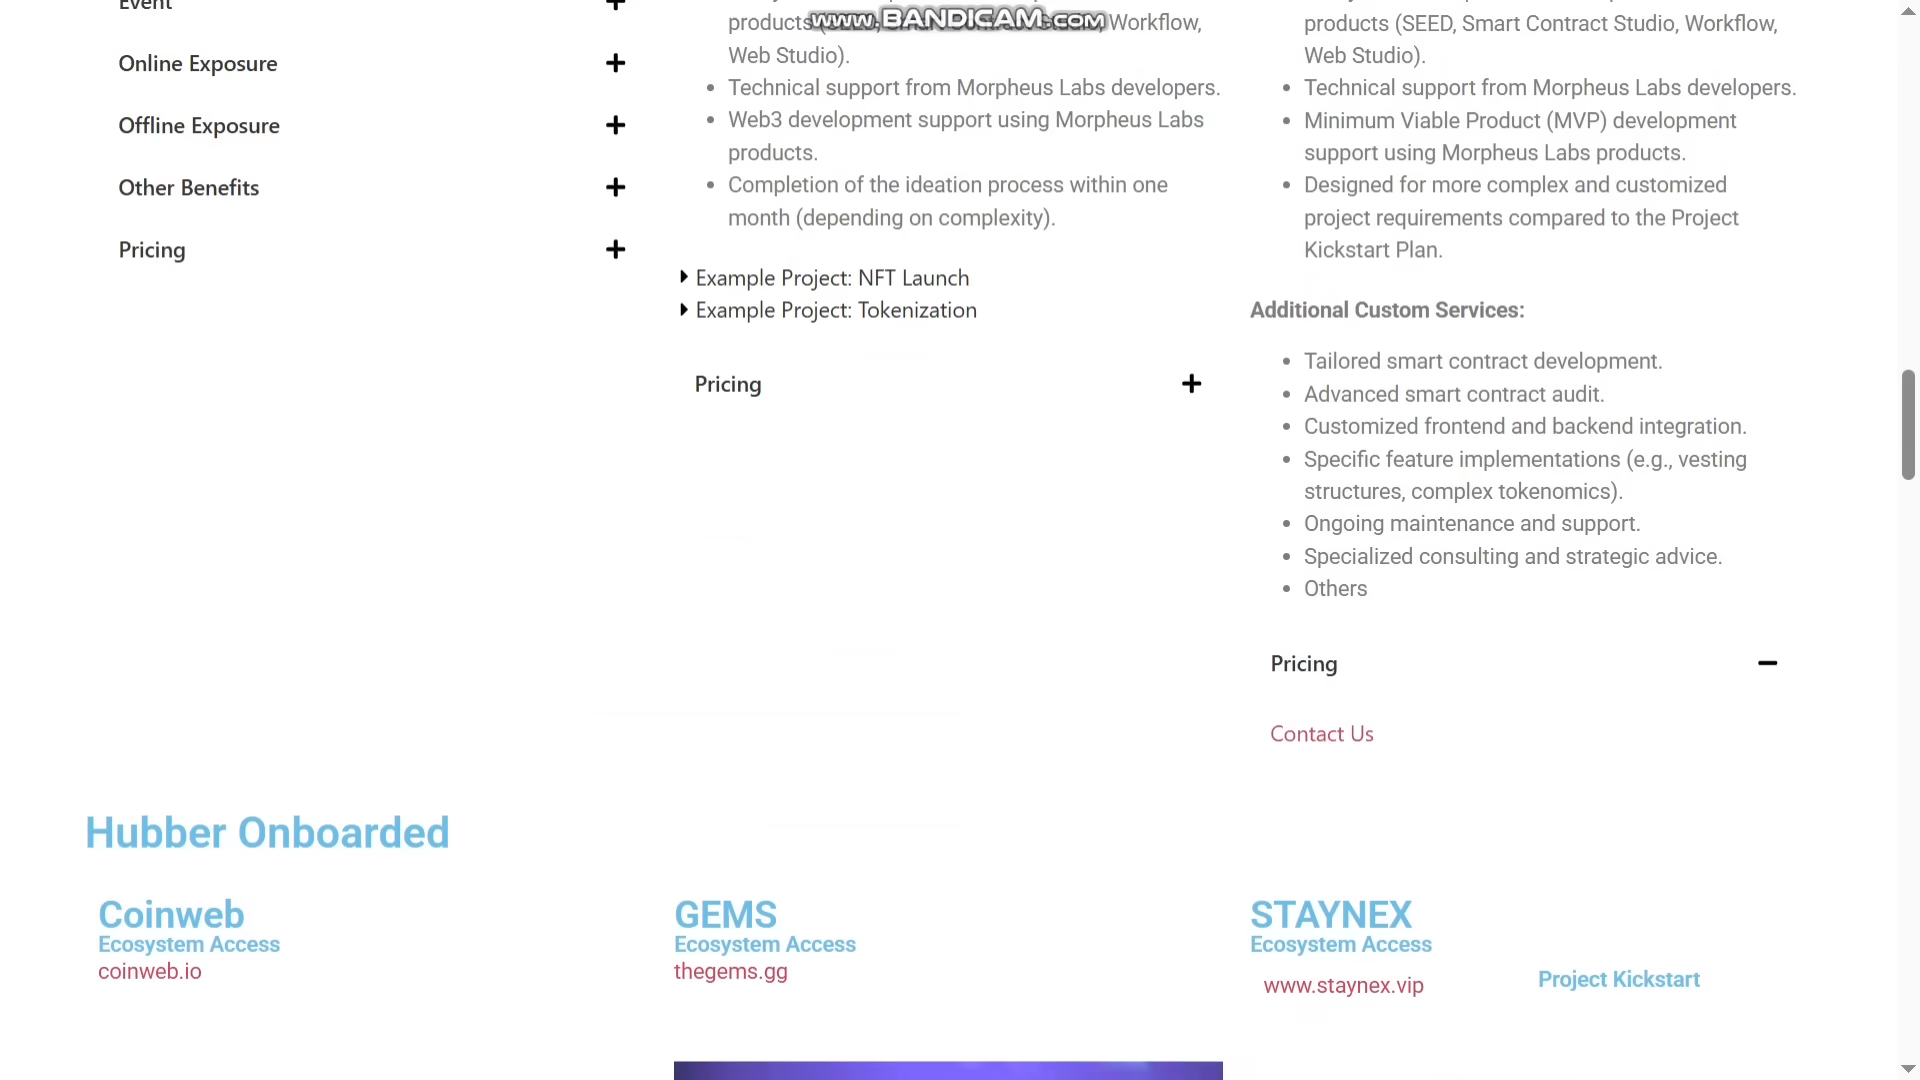 Event
Online Exposure
Offline Exposure
Other Benefits
Pricing
www.BANDICAM.com
products (SEED, Smart Contract Studio, Workflow,
Web Studio).
Technical support from Morpheus Labs developers.
Web3 development support using Morpheus Labs
products.
Completion of the ideation process within one
month (depending on complexity).
Example Project: NFT Launch
Example Project: Tokenization
Pricing
products (SEED, Smart Contract Studio, Workflow,
Web Studio).
Technical support from Morpheus Labs developers.
Minimum Viable Product (MVP) development
support using Morpheus Labs products.
Designed for more complex and customized
project requirements compared to the Project
Kickstart Plan.
Additional Custom Services:
Tailored smart contract development.
Advanced smart contract audit.
Customized frontend and backend integration.
Specific feature implementations (e.g., vesting
structures, complex tokenomics).
Ongoing maintenance and support.
Specialized consulting and strategic advice.
Others
Pricing
Contact Us
Hubber Onboarded
Coinweb
Ecosystem Access
coinweb.io
GEMS
Ecosystem Access
thegems.gg
STAYNEX
Ecosystem Access
www.staynex.vip
Project Kickstart